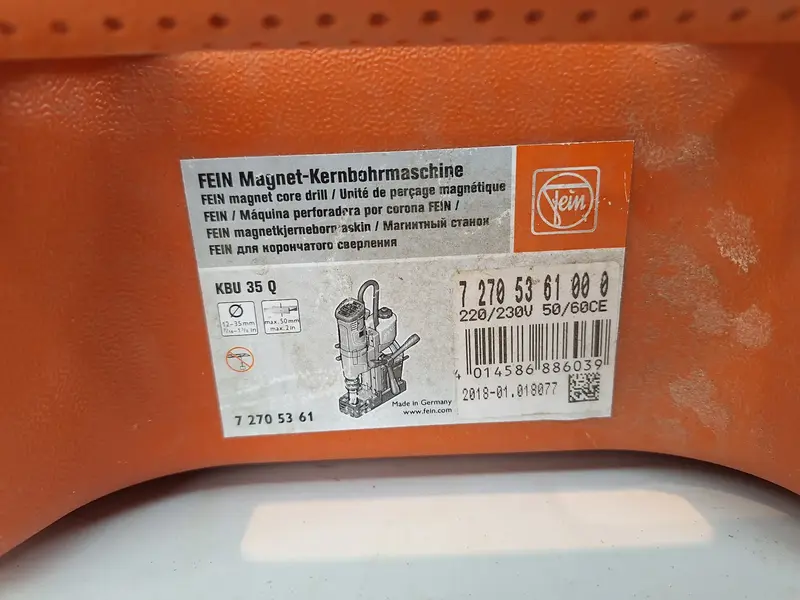 FEIN Magnet-Kernbohrmaschine
FEIN magnet core drill / Unité de perçage magnétique
FEIN / Máquina perforadora por corona FEIN /
FEIN magnetkjernebormaskin / Магнитный станок
FEIN для корончатого сверления
Fein
KBU 35 Q
12-35mm
max. 50mm
max. 2in
7 270 53 61 00 0
220/230V 50/60CE
4 014586 886039
2018-01.018077
Made in Germany
www.fein.com
7 270 53 61